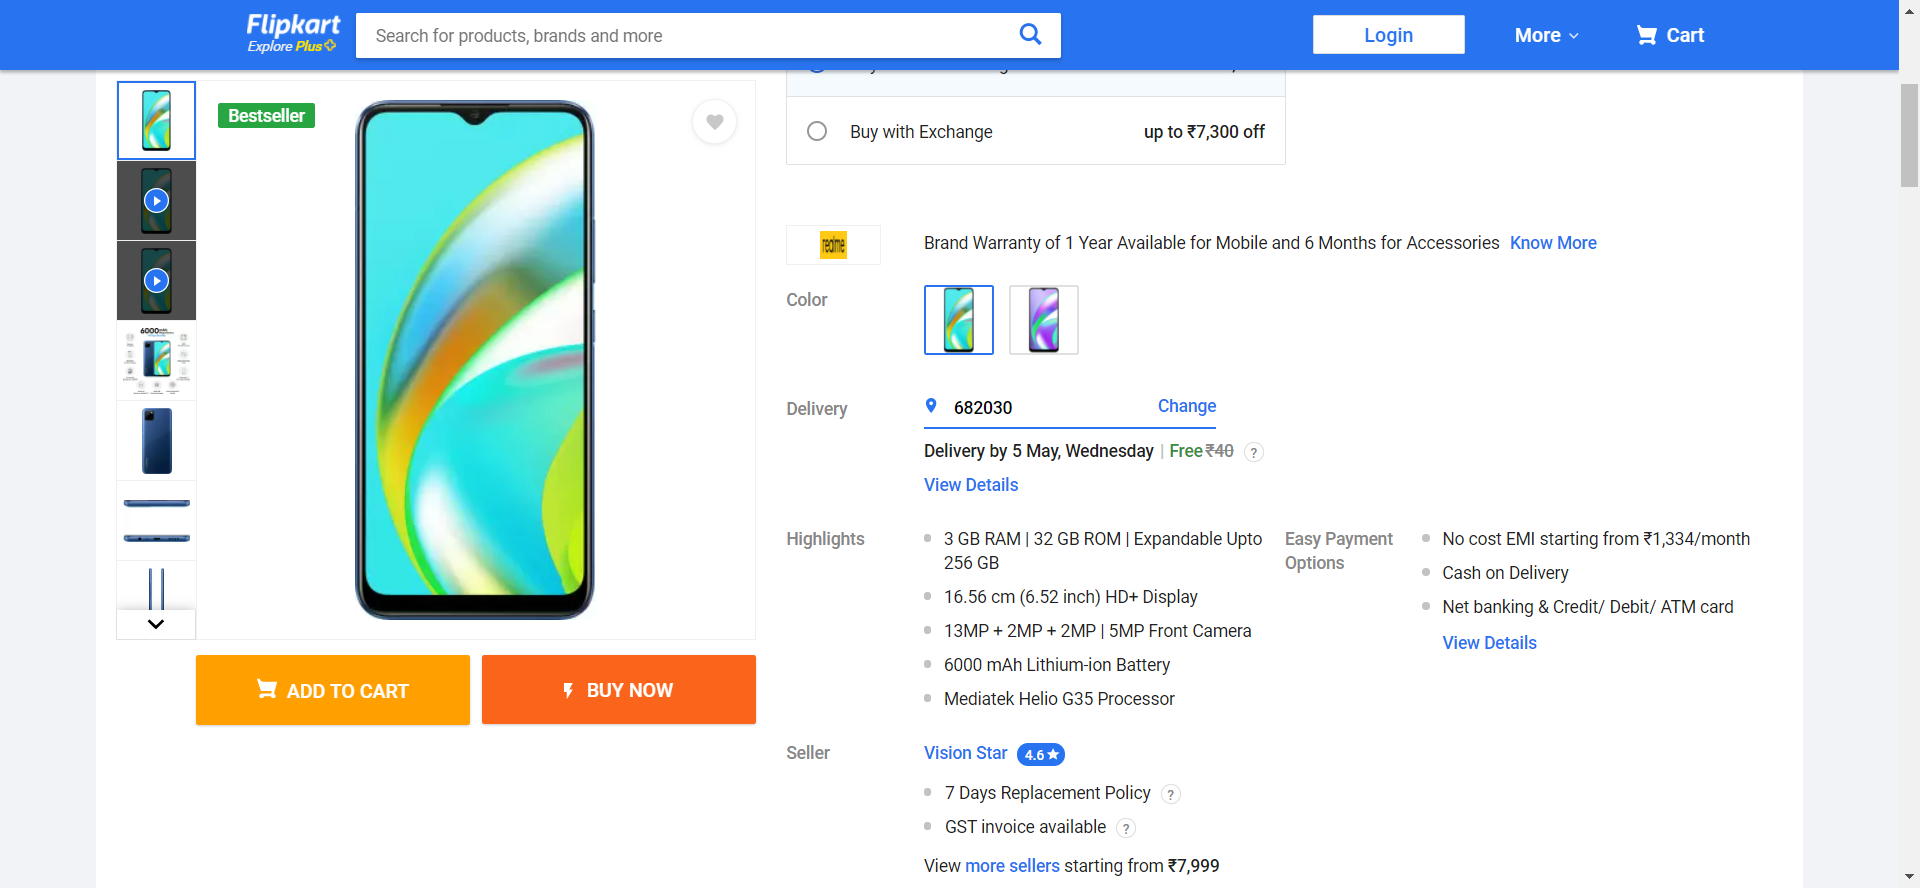 Flipkart
Explore Plus
Search for products, brands and more
Login
More
Cart
Bestseller
Buy with Exchange
up to ₹7,300 off
realme
Brand Warranty of 1 Year Available for Mobile and 6 Months for Accessories Know More
Color
6000mAh
Delivery
682030
Change
Delivery by 5 May, Wednesday | Free ₹40 ?
View Details
Highlights
3 GB RAM | 32 GB ROM | Expandable Upto
256 GB
16.56 cm (6.52 inch) HD+ Display
13MP + 2MP + 2MP | 5MP Front Camera
6000 mAh Lithium-ion Battery
Mediatek Helio G35 Processor
Easy Payment
Options
No cost EMI starting from ₹1,334/month
Cash on Delivery
Net banking & Credit/ Debit/ ATM card
View Details
ADD TO CART
BUY NOW
Seller
Vision Star 4.6★
7 Days Replacement Policy ?
GST invoice available ?
View more sellers starting from ₹7,999